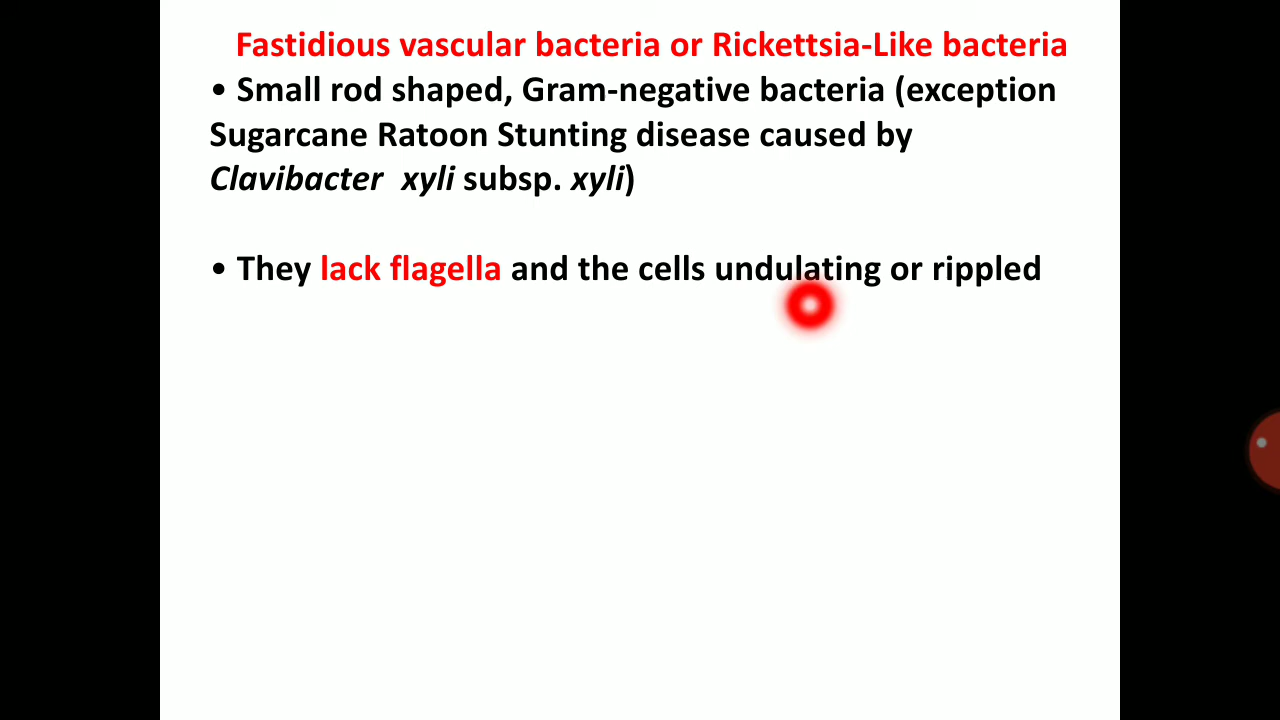 Fastidious vascular bacteria or Rickettsia-Like bacteria
• Small rod shaped, Gram-negative bacteria (exception
Sugarcane Ratoon Stunting disease caused by
Clavibacter xyli subsp. xyli)
• They lack flagella and the cells undulating or rippled